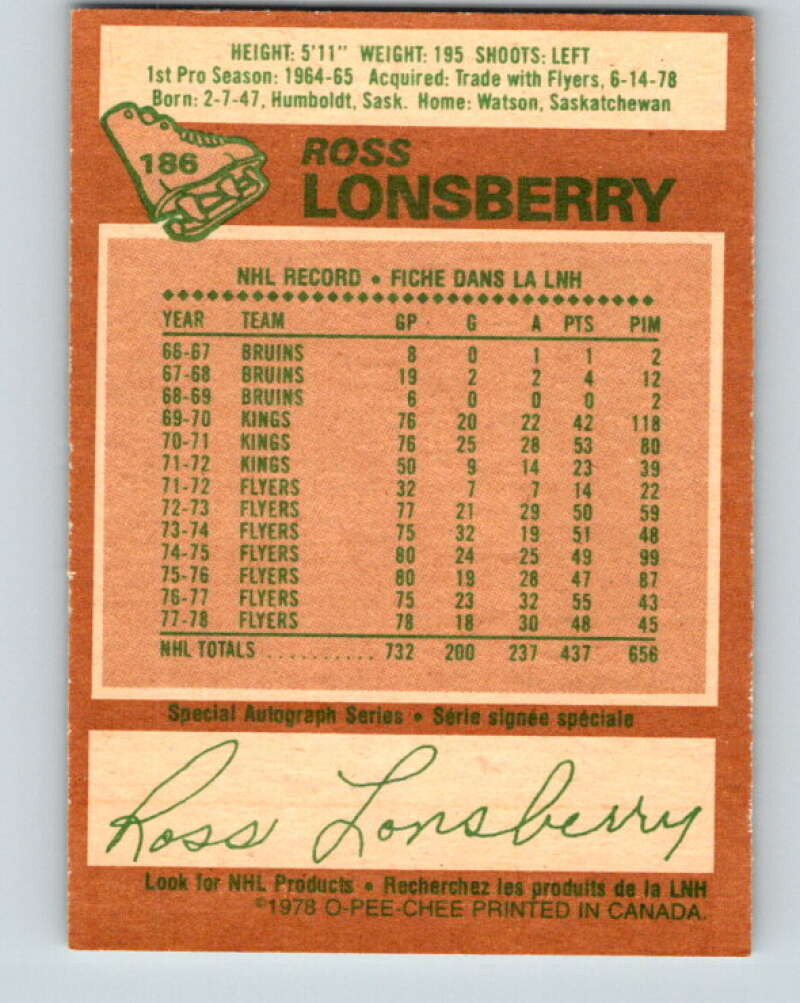 HEIGHT: 5'11" WEIGHT: 195 SHOOTS: LEFT
1st Pro Season: 1964-65 Acquired: Trade with Flyers, 6-14-78
Born: 2-7-47, Humboldt, Sask. Home: Watson, Saskatchewan
186
ROSS
LONSBERRY
NHL RECORD • FICHE DANS LA LNH
YEAR TEAM GP G A PTS PIM
66-67 BRUINS 8 0 1 1 2
67-68 BRUINS 19 2 2 4 12
68-69 BRUINS 6 0 0 0 2
69-70 KINGS 76 20 22 42 118
70-71 KINGS 76 25 28 53 80
71-72 KINGS 50 9 14 23 39
71-72 FLYERS 32 7 7 14 22
72-73 FLYERS 77 21 29 50 59
73-74 FLYERS 75 32 19 51 48
74-75 FLYERS 80 24 25 49 99
75-76 FLYERS 80 19 28 47 87
76-77 FLYERS 75 23 32 55 43
77-78 FLYERS 78 18 30 48 45
NHL TOTALS .......... 732 200 237 437 656
Special Autograph Series • Série signée spéciale
Ross Lonsberry
Look for NHL Products • Recherchez les produits de la LNH
©1978 O-PEE-CHEE PRINTED IN CANADA.